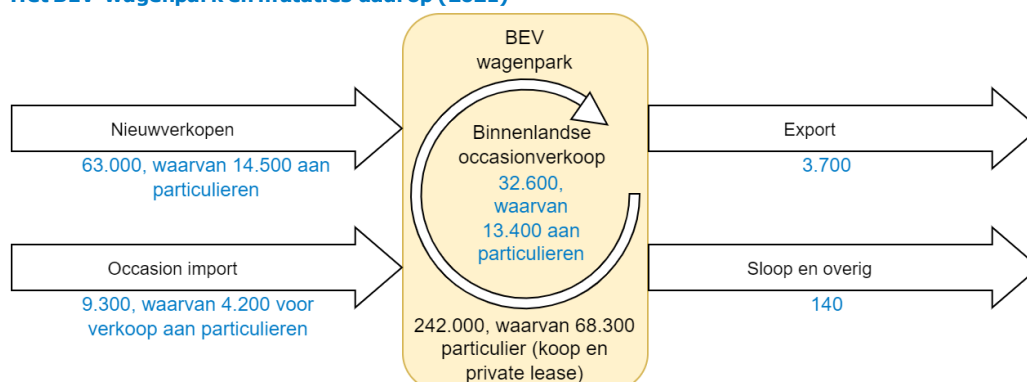 BEV
wagenpark
Nieuwverkopen
63.000, waarvan 14.500 aan
particulieren
Occasion import
9.300, waarvan 4.200 voor
verkoop aan particulieren
Binnenlandse
occasionverkoop
32.600,
waarvan
13.400 aan
particulieren
242.000, waarvan 68.300
particulier (koop en
private lease)
Export
3.700
Sloop en overig
140